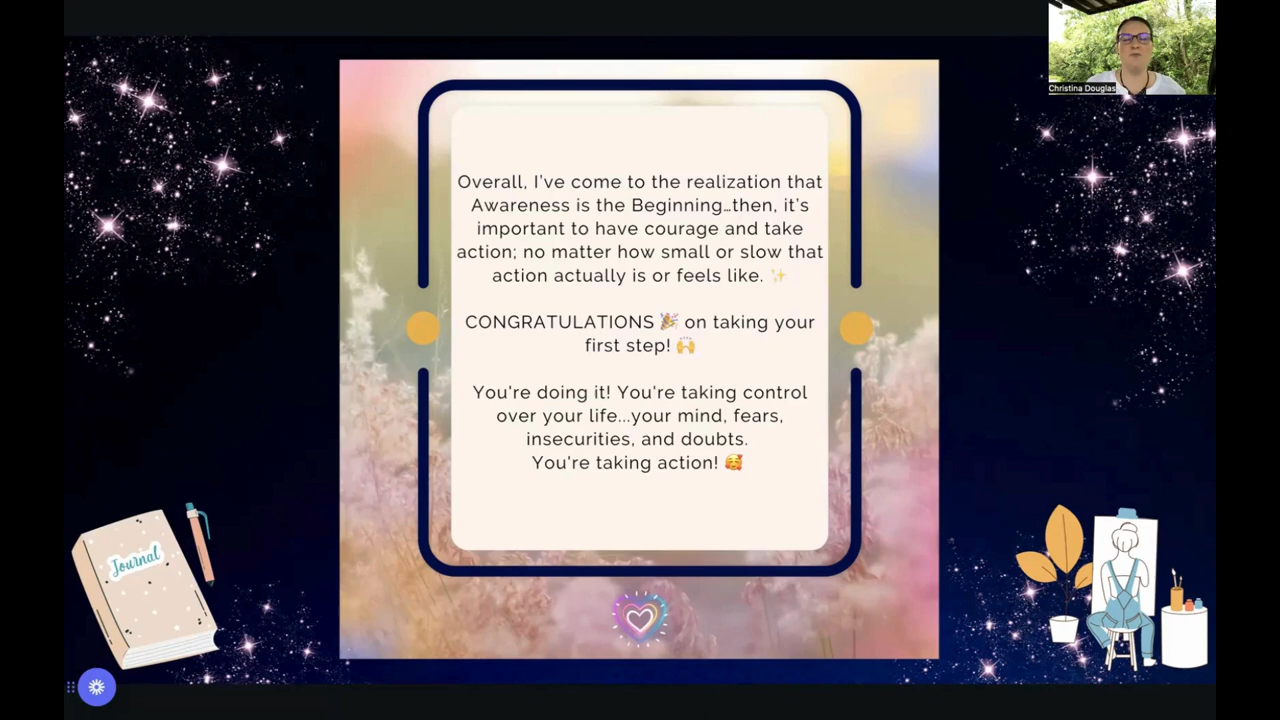 Christina Douglas
Overall, I've come to the realization that
Awareness is the Beginning…then, it's
important to have courage and take
action; no matter how small or slow that
action actually is or feels like. ✨
CONGRATULATIONS 🎉 on taking your
first step! 🙌
You're doing it! You're taking control
over your life...your mind, fears,
insecurities, and doubts.
You're taking action! 🥰
Journal